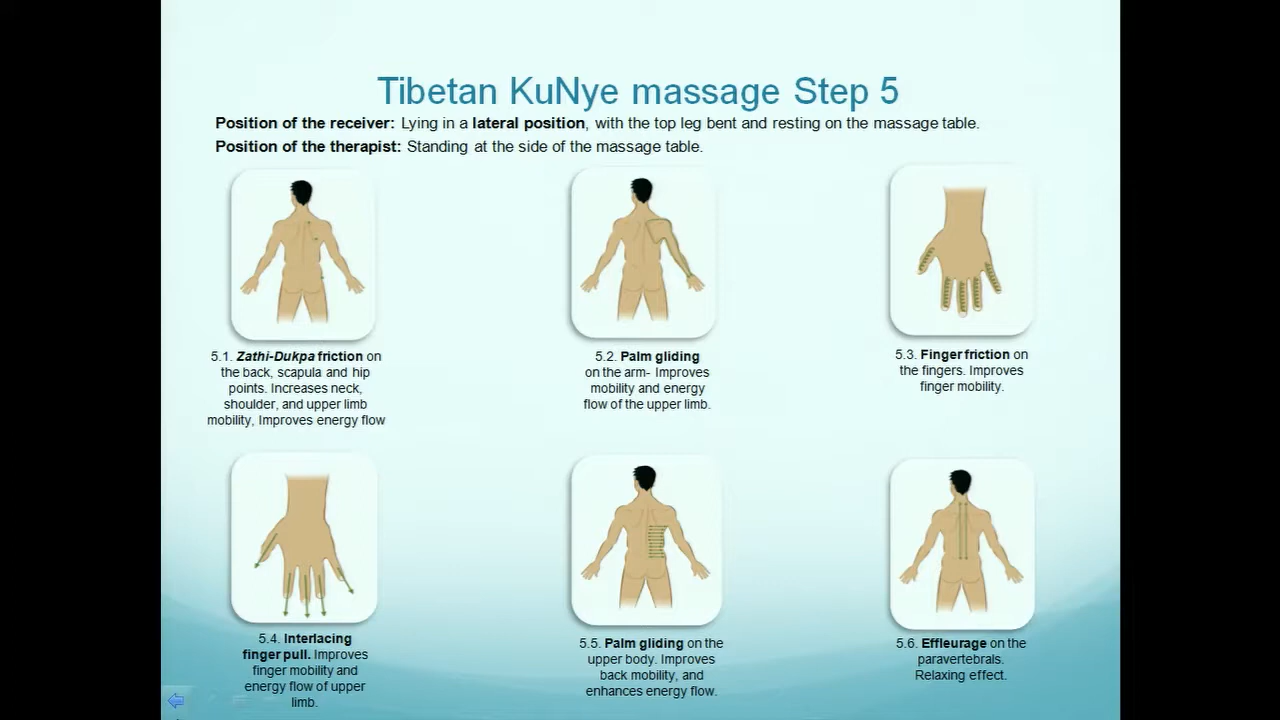 Tibetan KuNye massage Step 5
Position of the receiver: Lying in a lateral position, with the top leg bent and resting on the massage table.
Position of the therapist: Standing at the side of the massage table.
5.1. Zathi-Dukpa friction on
the back, scapula and hip
points. Increases neck,
shoulder, and upper limb
mobility, Improves energy flow
5.2. Palm gliding
on the arm- Improves
mobility and energy
flow of the upper limb.
5.3. Finger friction on
the fingers. Improves
finger mobility.
5.4. Interlacing
finger pull. Improves
finger mobility and
energy flow of upper
limb.
5.5. Palm gliding on the
upper body. Improves
back mobility, and
enhances energy flow.
5.6. Effleurage on the
paravertebrals.
Relaxing effect.